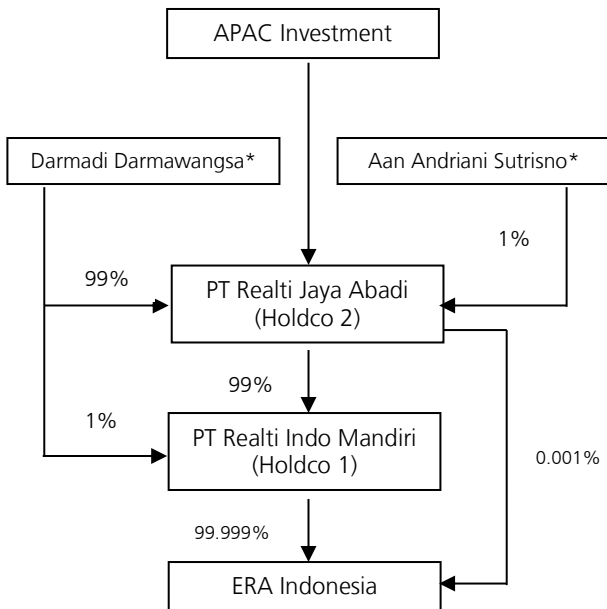 APAC Investment
Darmadi Darmawangsa*
Aan Andriani Sutrisno*
1%
99%
PT Realti Jaya Abadi
(Holdco 2)
99%
1%
PT Realti Indo Mandiri
(Holdco 1)
0.001%
99.999%
ERA Indonesia